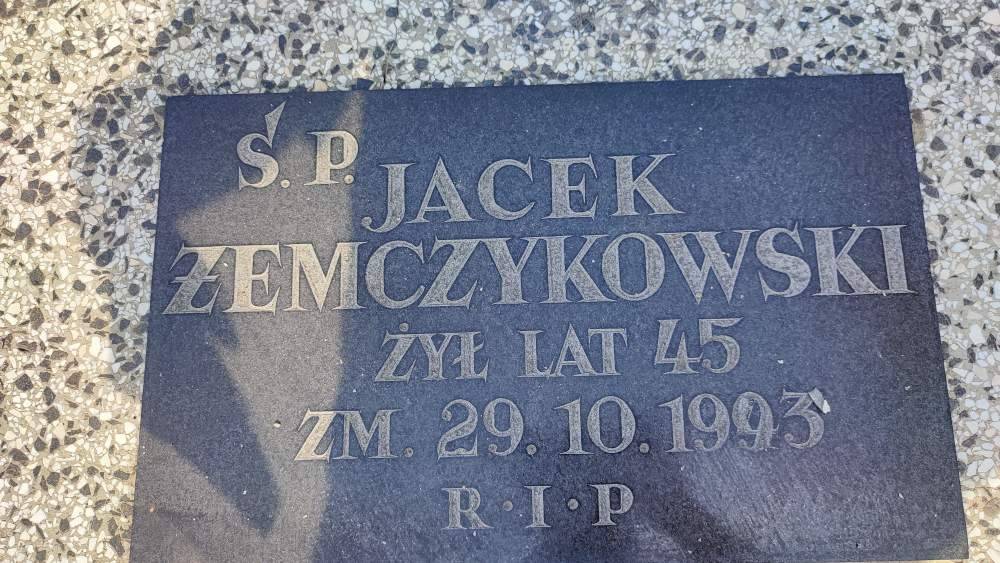 Ś.P. JACEK
ŻEMCZYKOWSKI
ŻYŁ LAT 45
ZM. 29.10.1993
R·I·P